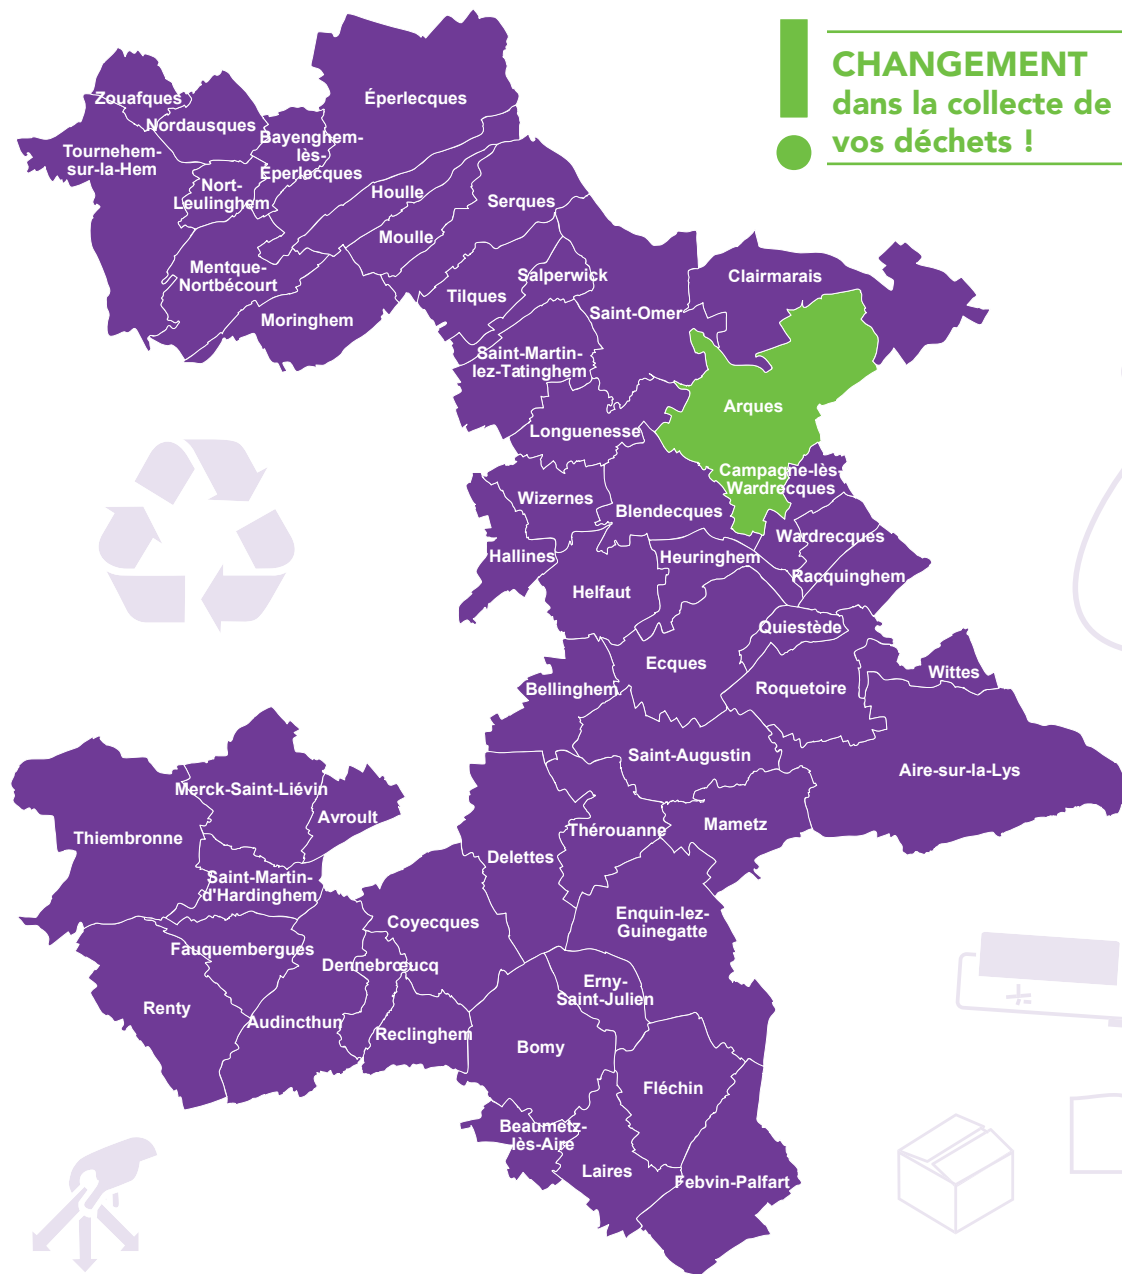 CHANGEMENT
dans la collecte de
vos déchets !
Zouafques
Éperlecques
Nordausques
Bayenghem-
lès-
Éperlocques
Tournehem-
sur-la-Hem
Nort-
Leulinghem
Houlle
Serques
Moulle
Mentque-
Nortbécourt
Salperwick
Clairmarais
Tilques
Saint-Omer
Moringhem
Saint-Martin-
lez-Tatinghem
Arques
Longuenesse
Campagne-lès-
Wardrecques
Wizernes
Blendecques
Wardrecques
Hallines
Heuringhem
Racquinghem
Helfaut
Quiestède
Ecques
Wittes
Bellinghem
Roquetoire
Saint-Augustin
Aire-sur-la-Lys
Merck-Saint-Liévin
Avroult
Mametz
Thérouanne
Thiembronne
Delettes
Saint-Martin-
d'Hardinghem
Enquin-lez-
Guinegatte
Coyecques
Fauquembergues
Dennebrœucq
Erny-
Saint-Julien
Renty
Audincthun
Reclinghem
Bomy
Fléchin
Beaumetz-
lès-Aire
Laires
Febvin-Palfart